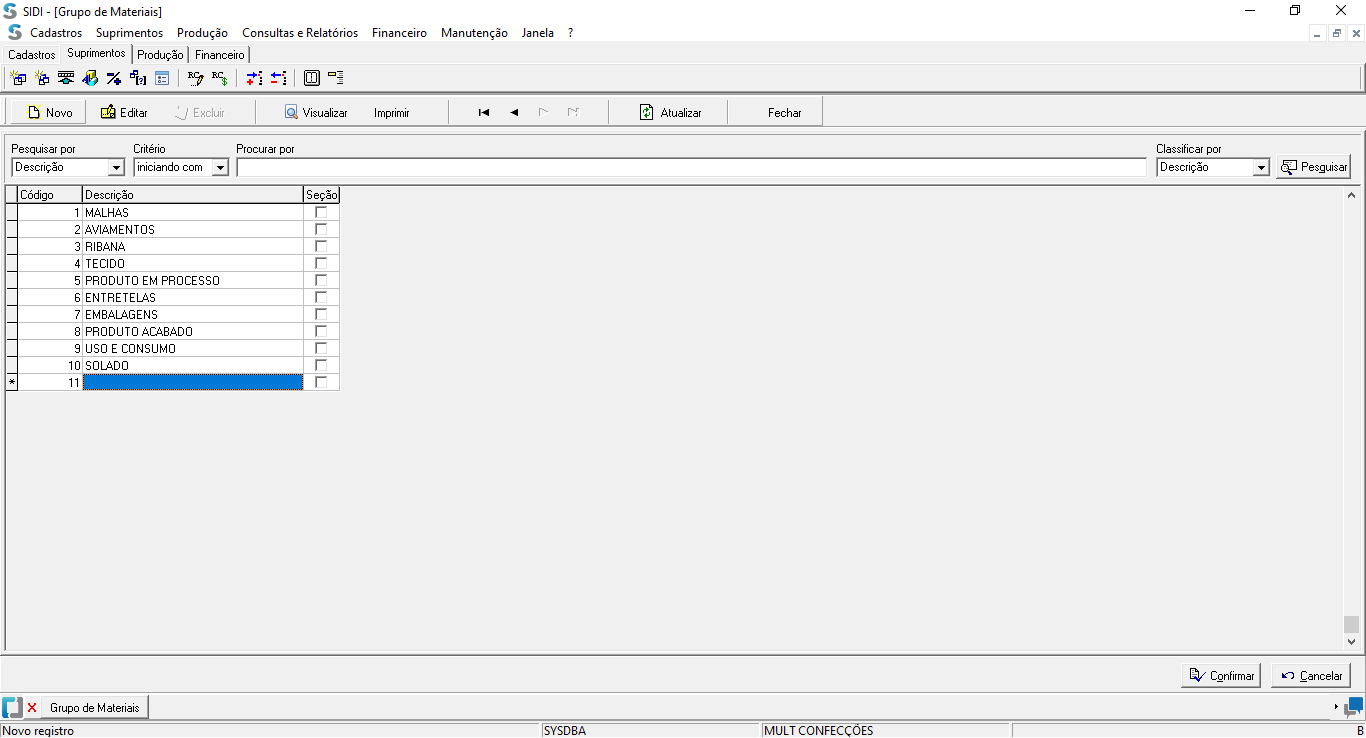 SIDI - [Grupo de Materiais]
Cadastros Suprimentos Produção Consultas e Relatórios Financeiro Manutenção Janela ?
Cadastros Suprimentos Produção Financeiro
Novo Editar Excluir Visualizar Imprimir Atualizar Fechar
Pesquisar por Critério Procurar por Classificar por
Descrição iniciando com Descrição Pesquisar
Código Descrição Seção
1 MALHAS
2 AVIAMENTOS
3 RIBANA
4 TECIDO
5 PRODUTO EM PROCESSO
6 ENTRETELAS
7 EMBALAGENS
8 PRODUTO ACABADO
9 USO E CONSUMO
10 SOLADO
* 11
Confirmar Cancelar
Grupo de Materiais
Novo registro SYSDBA MULT CONFECÇÕES B